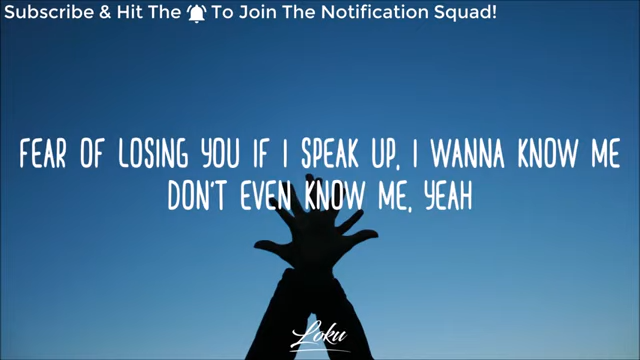 Subscribe & Hit The To Join The Notification Squad!
FEAR OF LOSING YOU IF I SPEAK UP, I WANNA KNOW ME
DON'T EVEN KNOW ME, YEAH
Loku